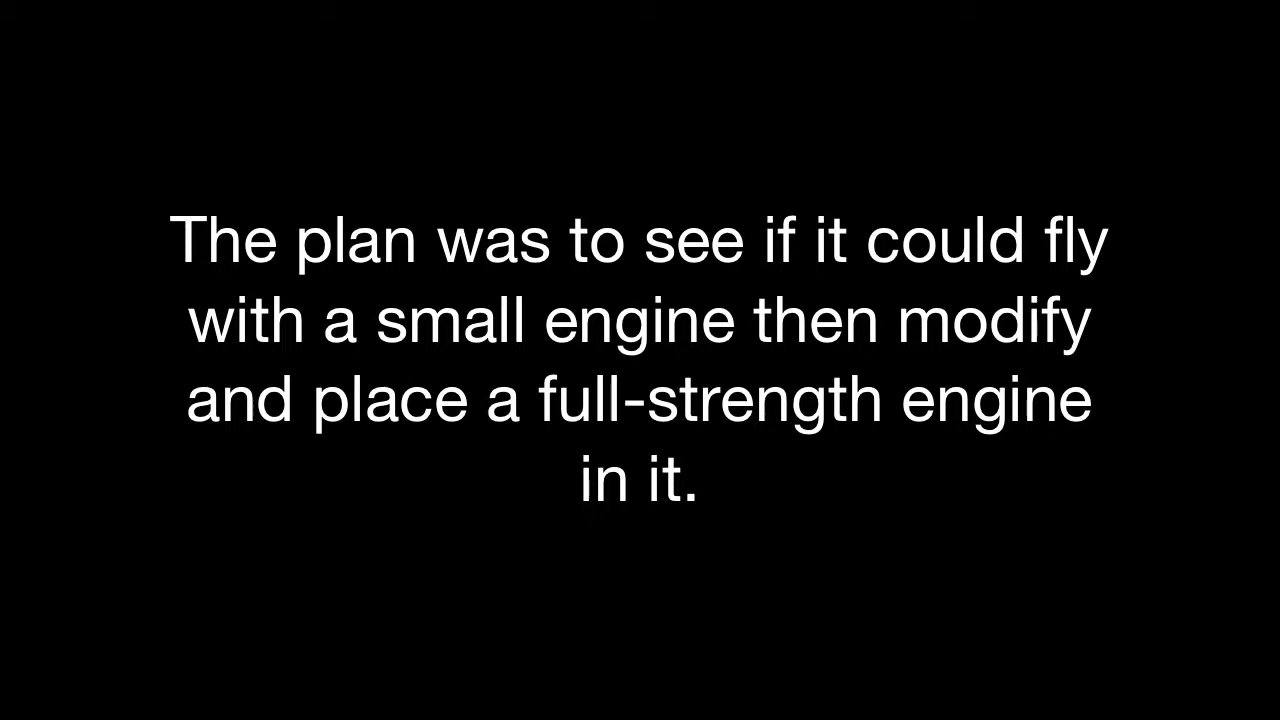 The plan was to see if it could fly
with a small engine then modify
and place a full-strength engine
in it.